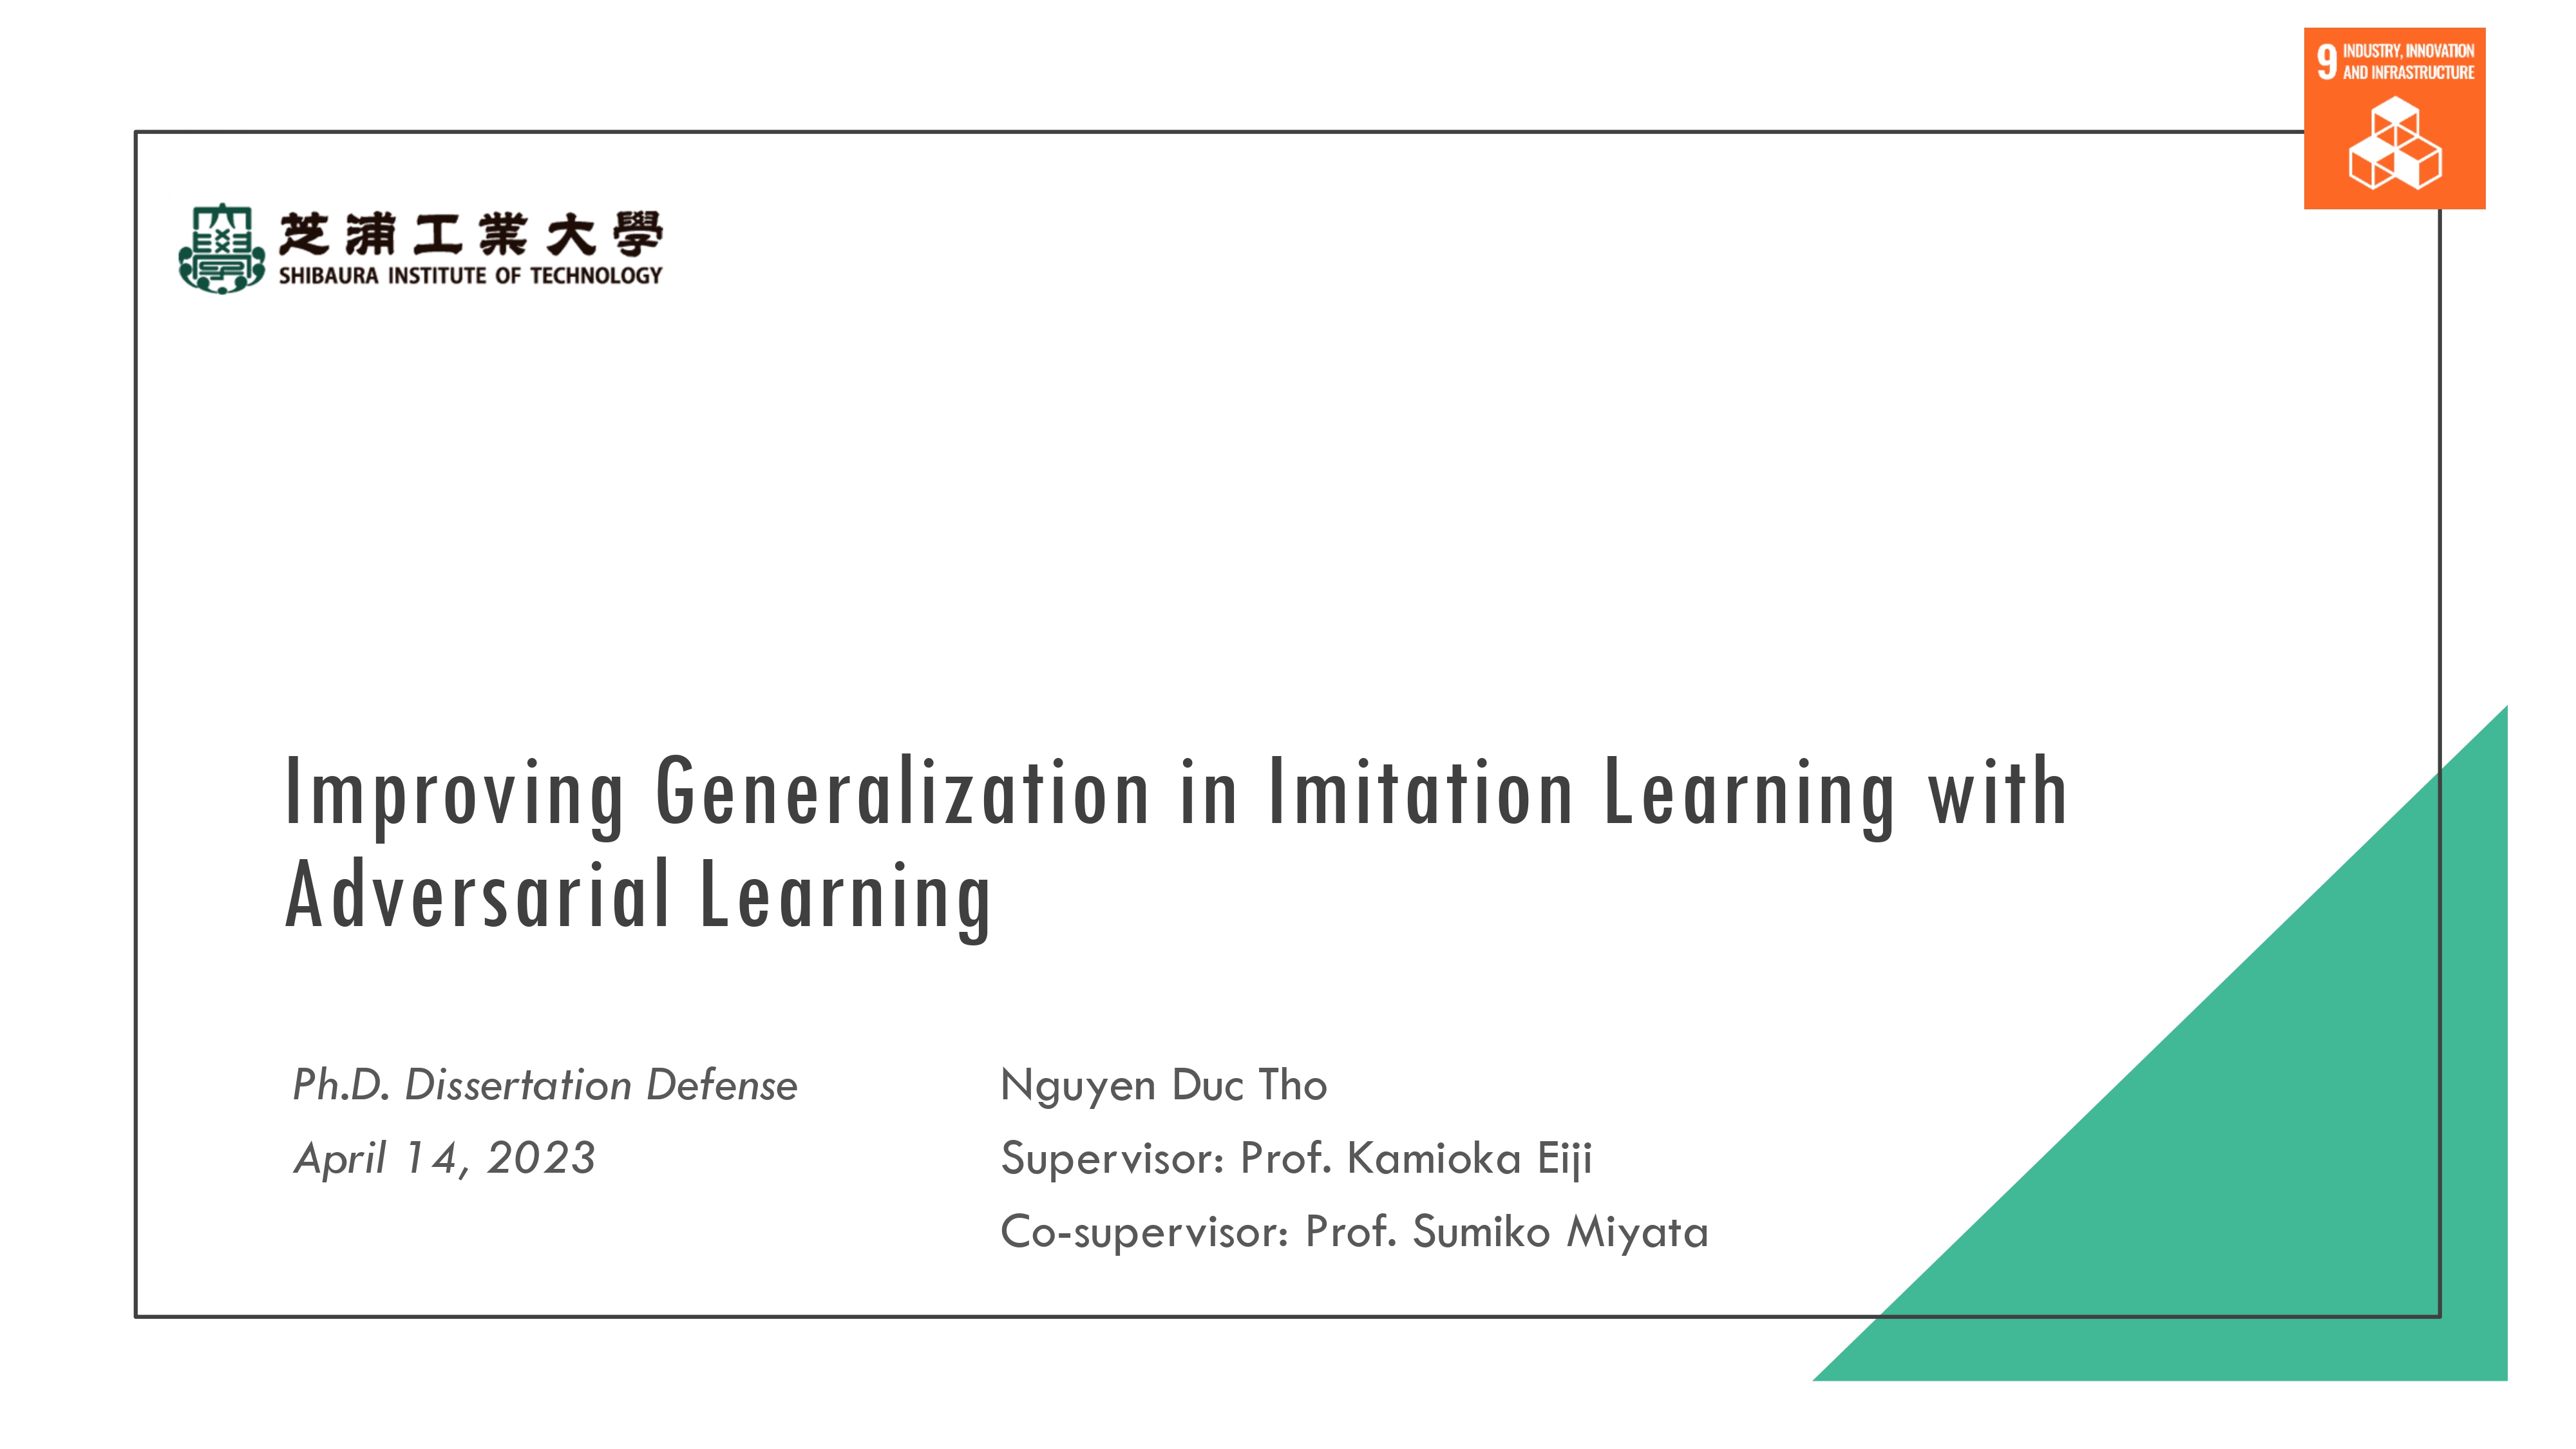 9 INDUSTRY, INNOVATION
AND INFRASTRUCTURE
芝浦工業大學
SHIBAURA INSTITUTE OF TECHNOLOGY
Improving Generalization in Imitation Learning with
Adversarial Learning
Ph.D. Dissertation Defense
April 14, 2023
Nguyen Duc Tho
Supervisor: Prof. Kamioka Eiji
Co-supervisor: Prof. Sumiko Miyata